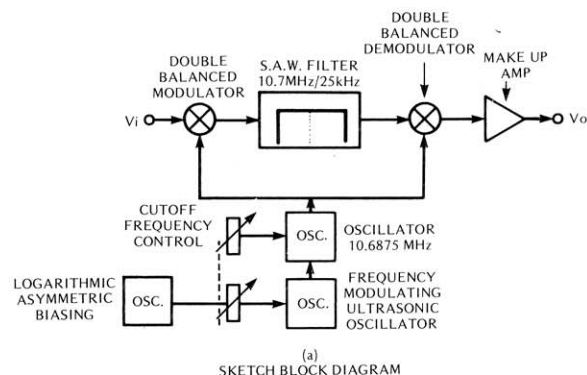 DOUBLE
BALANCED
DEMODULATOR
DOUBLE
BALANCED
MODULATOR
S.A.W. FILTER
10.7MHz/25kHz
MAKE UP
AMP
Vi
Vo
CUTOFF
FREQUENCY
CONTROL
OSC.
OSCILLATOR
10.6875 MHz
LOGARITHMIC
ASYMMETRIC
BIASING
OSC.
OSC.
FREQUENCY
MODULATING
ULTRASONIC
OSCILLATOR
(a)
SKETCH BLOCK DIAGRAM